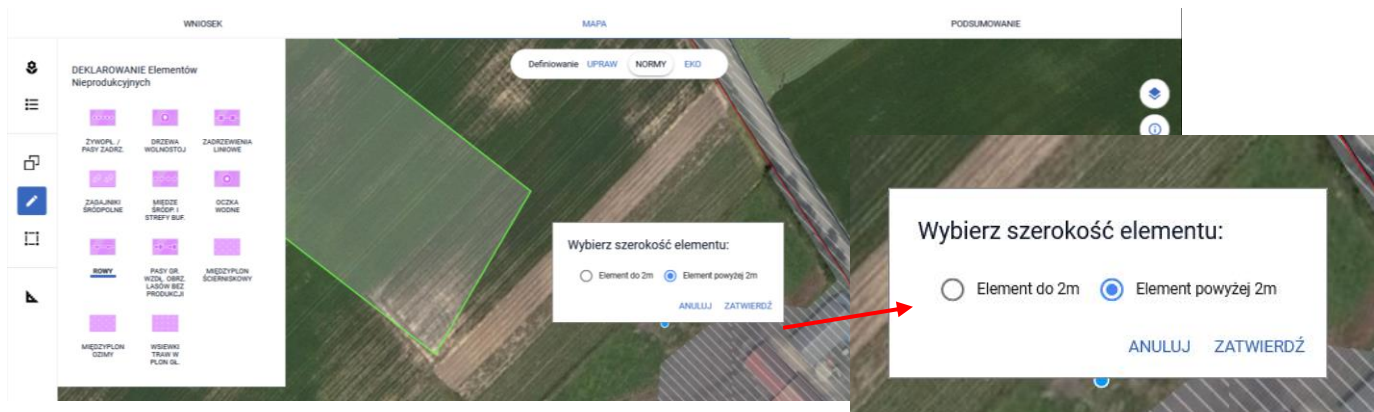 WNIOSEK
MAPA
PODSUMOWANIE
DEKLAROWANIE Elementów
Nieprodukcyjnych
Definiowanie UPRAW NORMY EKO
ŻYWOPŁ. /
PASY ZADRZ.
DRZEWA
WOLNOSTOJ
ZADRZEWIENIA
LINIOWE
ZAGAJNIKI
ŚRÓDPOLNE
MIEDZE
ŚRÓDP. I
STREFY BUF.
OCZKA
WODNE
ROWY
PASY GR.
WZDŁ. OBRZ.
LASÓW BEZ
PRODUKCJI
MIĘDZYPLON
ŚCIERNISKOWY
MIĘDZYPLON
OZIMY
WSIEWKI
TRAW W
PLON GŁ.
Wybierz szerokość elementu:
Element do 2m Element powyżej 2m
ANULUJ ZATWIERDŹ
Wybierz szerokość elementu:
Element do 2m Element powyżej 2m
ANULUJ ZATWIERDŹ